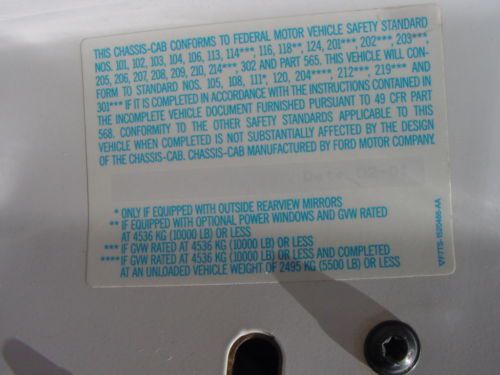 THIS CHASSIS-CAB CONFORMS TO FEDERAL MOTOR VEHICLE SAFETY STANDARD
NOS. 101, 102, 103, 104, 106, 113, 114***, 116, 118**, 124, 201***, 202***, 203***
205, 206, 207, 208, 209, 210, 214***, 302 AND PART 565. THIS VEHICLE WILL CON-
FORM TO STANDARD NOS. 105, 108, 111*, 120, 204****, 212***, 219*** AND
301*** IF IT IS COMPLETED IN ACCORDANCE WITH THE INSTRUCTIONS CONTAINED IN
THE INCOMPLETE VEHICLE DOCUMENT FURNISHED PURSUANT TO 49 CFR PART
568. CONFORMITY TO THE OTHER SAFETY STANDARDS APPLICABLE TO THIS
VEHICLE WHEN COMPLETED IS NOT SUBSTANTIALLY AFFECTED BY THE DESIGN
OF THE CHASSIS-CAB. CHASSIS-CAB MANUFACTURED BY FORD MOTOR COMPANY.
Date
* ONLY IF EQUIPPED WITH OUTSIDE REARVIEW MIRRORS
** IF EQUIPPED WITH OPTIONAL POWER WINDOWS AND GVW RATED
AT 4536 KG (10000 LB) OR LESS
*** IF GVW RATED AT 4536 KG (10000 LB) OR LESS
**** IF GVW RATED AT 4536 KG (10000 LB) OR LESS AND COMPLETED
AT AN UNLOADED VEHICLE WEIGHT OF 2495 KG (5500 LB) OR LESS